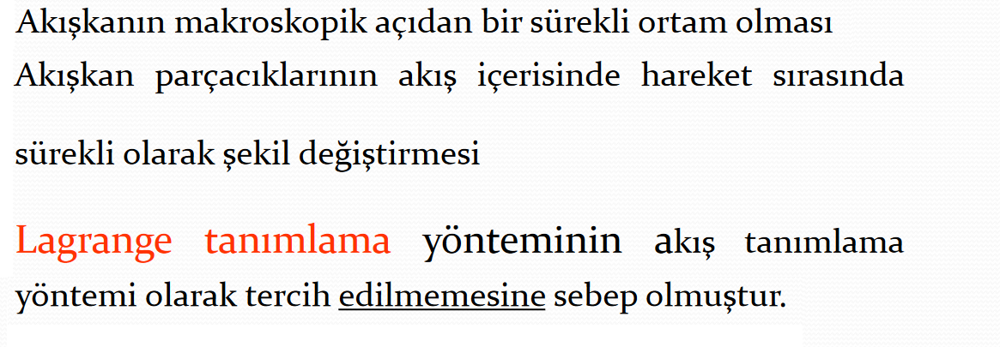 Akışkanın makroskopik açıdan bir sürekli ortam olması
Akışkan parçacıklarının akış içerisinde hareket sırasında
sürekli olarak şekil değiştirmesi
Lagrange tanımlama yönteminin akış tanımlama
yöntemi olarak tercih edilmemesine sebep olmuştur.